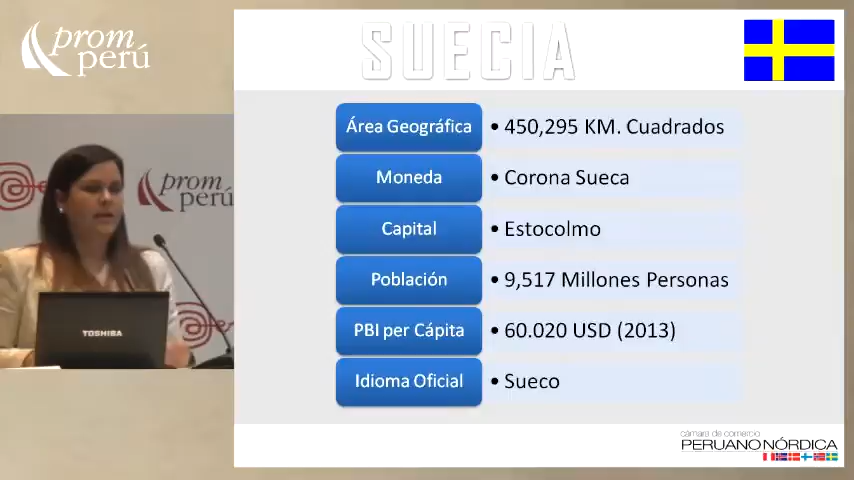 prom
perú
SUECIA
Área Geográfica
• 450,295 KM. Cuadrados
Moneda
• Corona Sueca
Capital
• Estocolmo
Población
• 9,517 Millones Personas
PBI per Cápita
• 60.020 USD (2013)
Idioma Oficial
• Sueco
prom
perú
TOSHIBA
cámara de comercio
PERUANO NÓRDICA